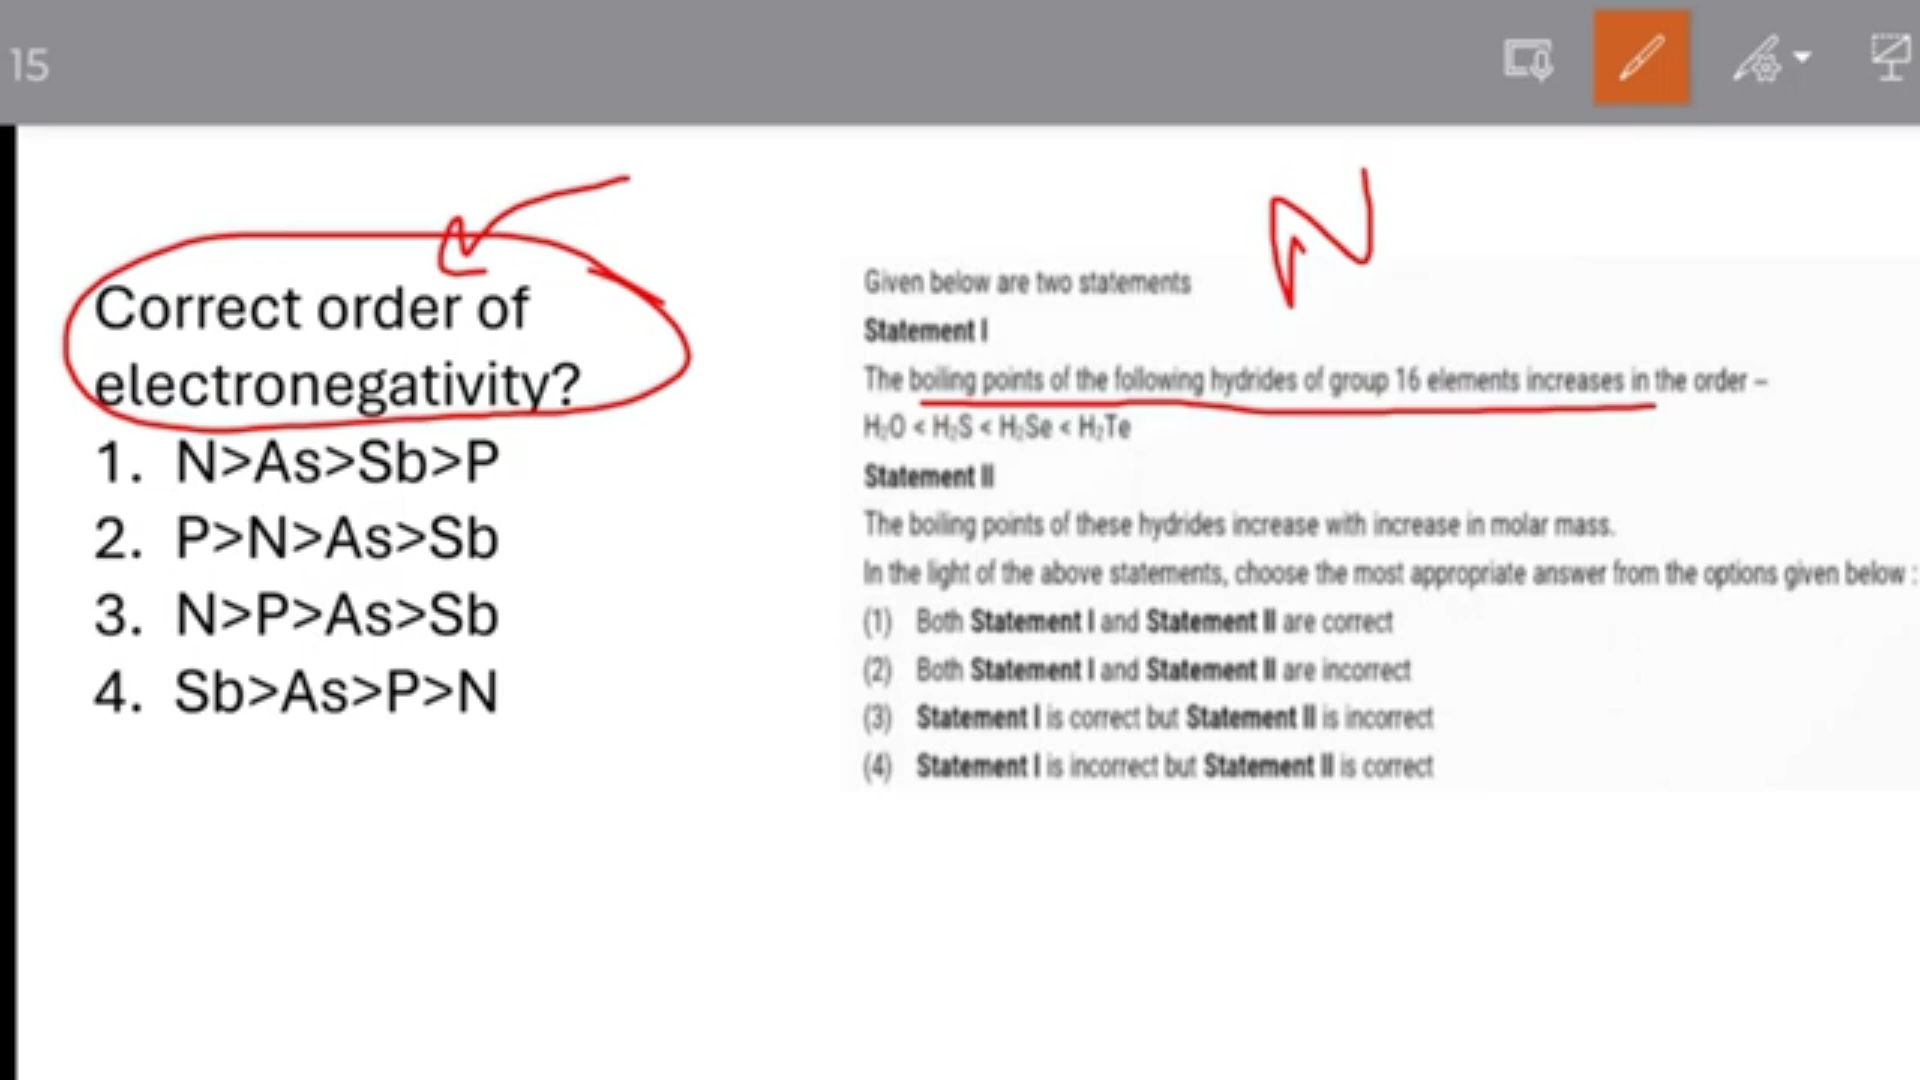 15
N
Correct order of
electronegativity?
1. N>As>Sb>P
2. P>N>As>Sb
3. N>P>As>Sb
4. Sb>As>P>N
Given below are two statements
Statement I
The boiling points of the following hydrides of group 16 elements increases in the order –
H₂O < H₂S < H₂Se < H₂Te
Statement II
The boiling points of these hydrides increase with increase in molar mass.
In the light of the above statements, choose the most appropriate answer from the options given below :
(1) Both Statement I and Statement II are correct
(2) Both Statement I and Statement II are incorrect
(3) Statement I is correct but Statement II is incorrect
(4) Statement I is incorrect but Statement II is correct